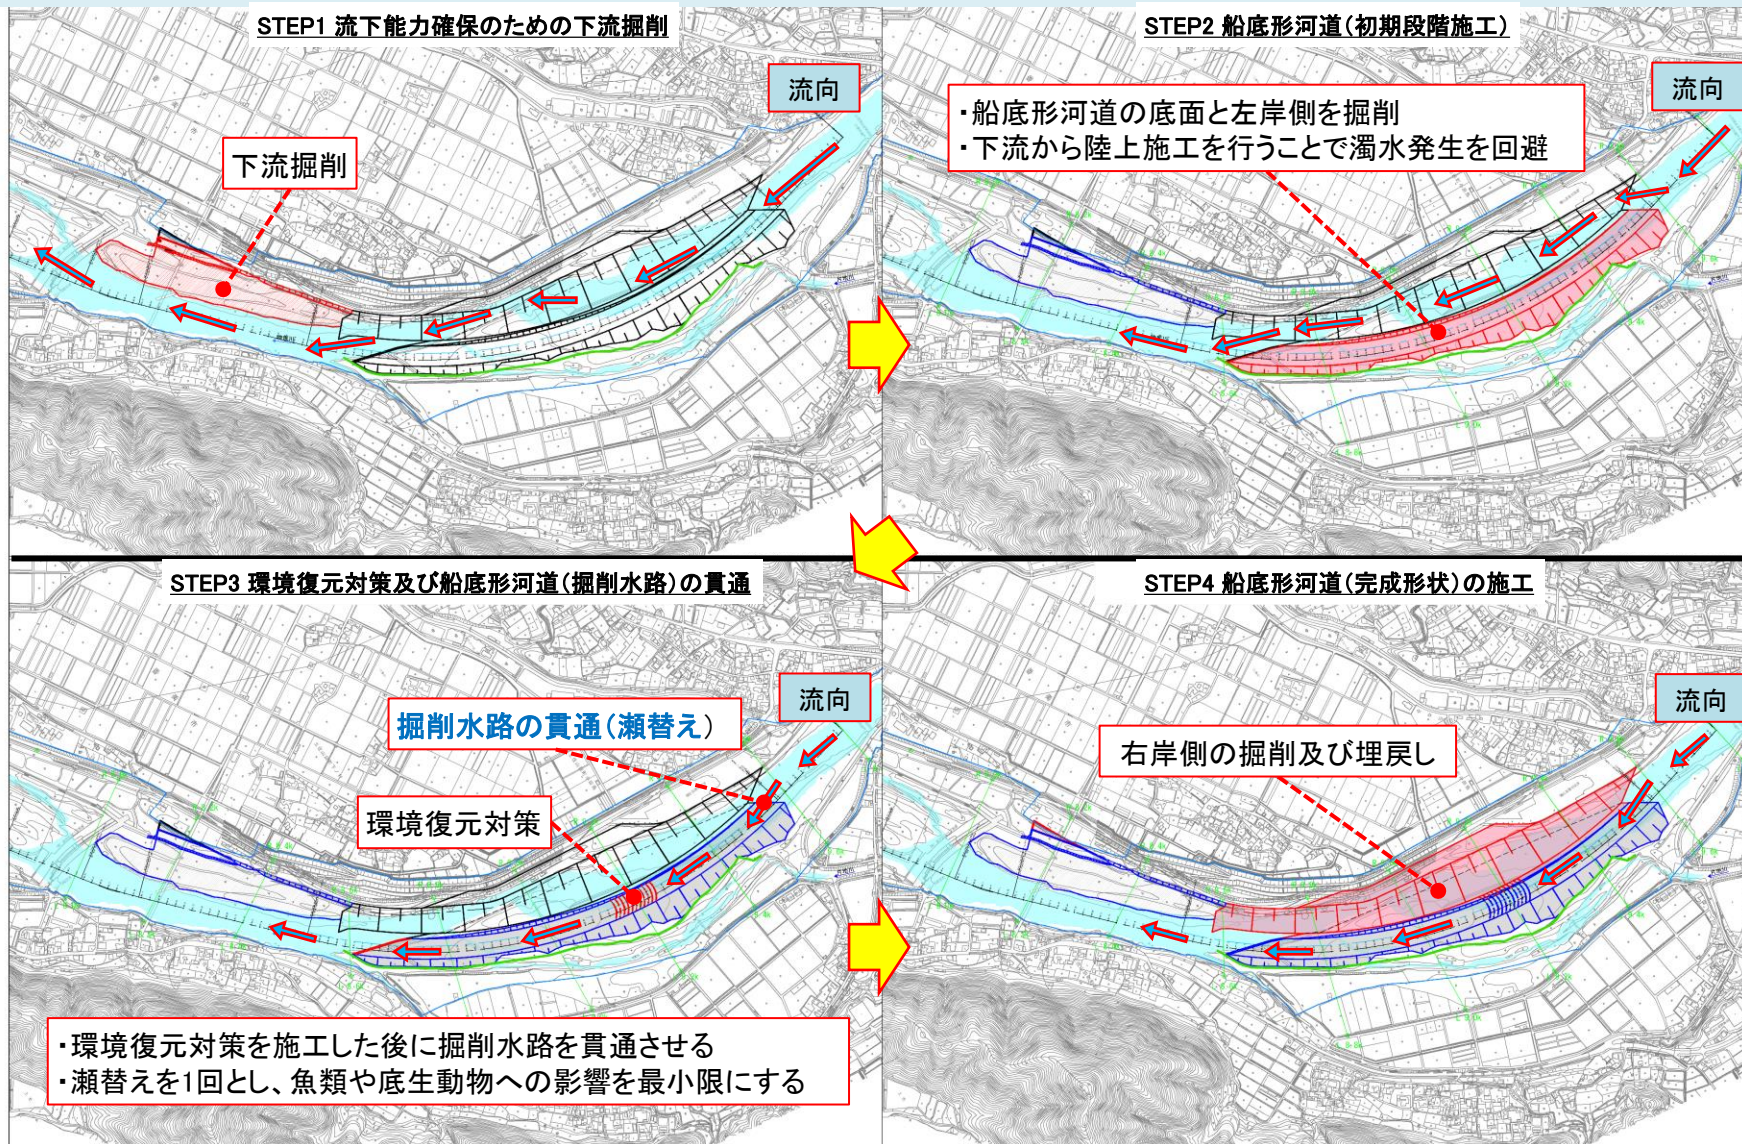 STEP1 流下能力確保のための下流掘削
流向
下流掘削
STEP2 船底形河道(初期段階施工)
流向
・船底形河道の底面と左岸側を掘削
・下流から陸上施工を行うことで濁水発生を回避
STEP3 環境復元対策及び船底形河道(掘削水路)の貫通
流向
掘削水路の貫通(瀬替え)
環境復元対策
・環境復元対策を施工した後に掘削水路を貫通させる
・瀬替えを1回とし、魚類や底生動物への影響を最小限にする
STEP4 船底形河道(完成形状)の施工
流向
右岸側の掘削及び埋戻し